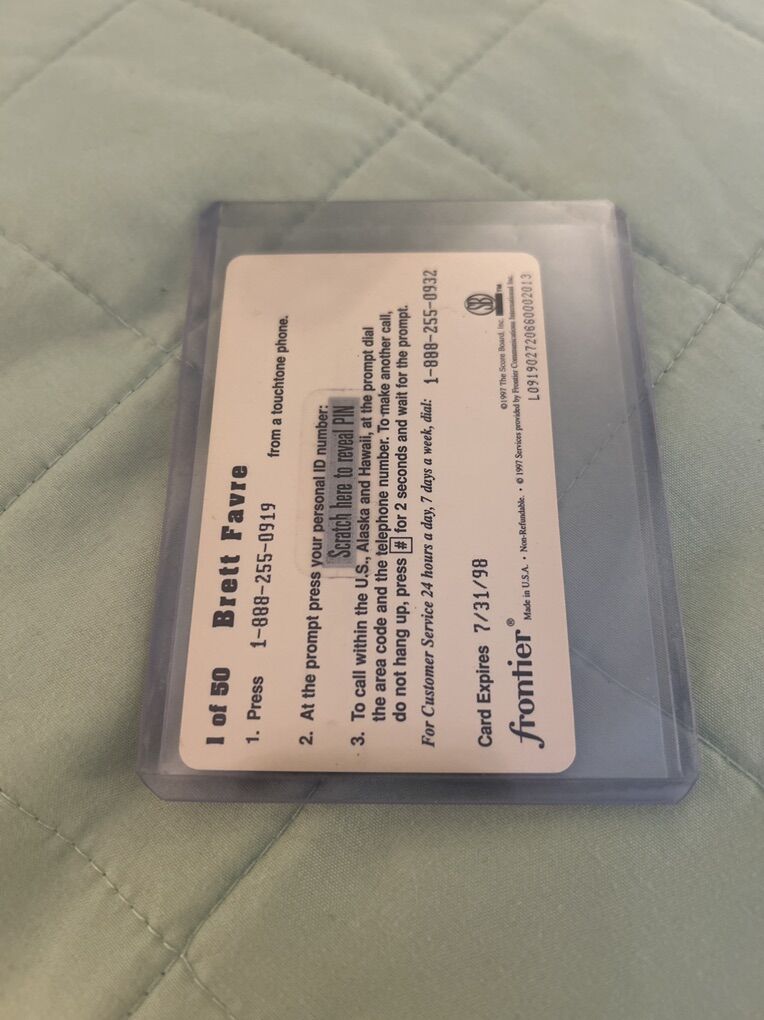 1 of 50 Brett Favre
1. Press 1-888-255-0919 from a touchtone phone.
2. At the prompt press your personal ID number:
Scratch here to reveal PIN
3. To call within the U.S., Alaska and Hawaii, at the prompt dial
the area code and the telephone number. To make another call,
do not hang up, press # for 2 seconds and wait for the prompt.
For Customer Service 24 hours a day, 7 days a week, dial: 1-888-255-0932
Card Expires 7/31/98
SB TM
©1997 The Score Board, Inc.
frontier® Made in U.S.A. • Non-Refundable. • © 1997 Services provided by Frontier Communications International Inc.
L0919027206600002013